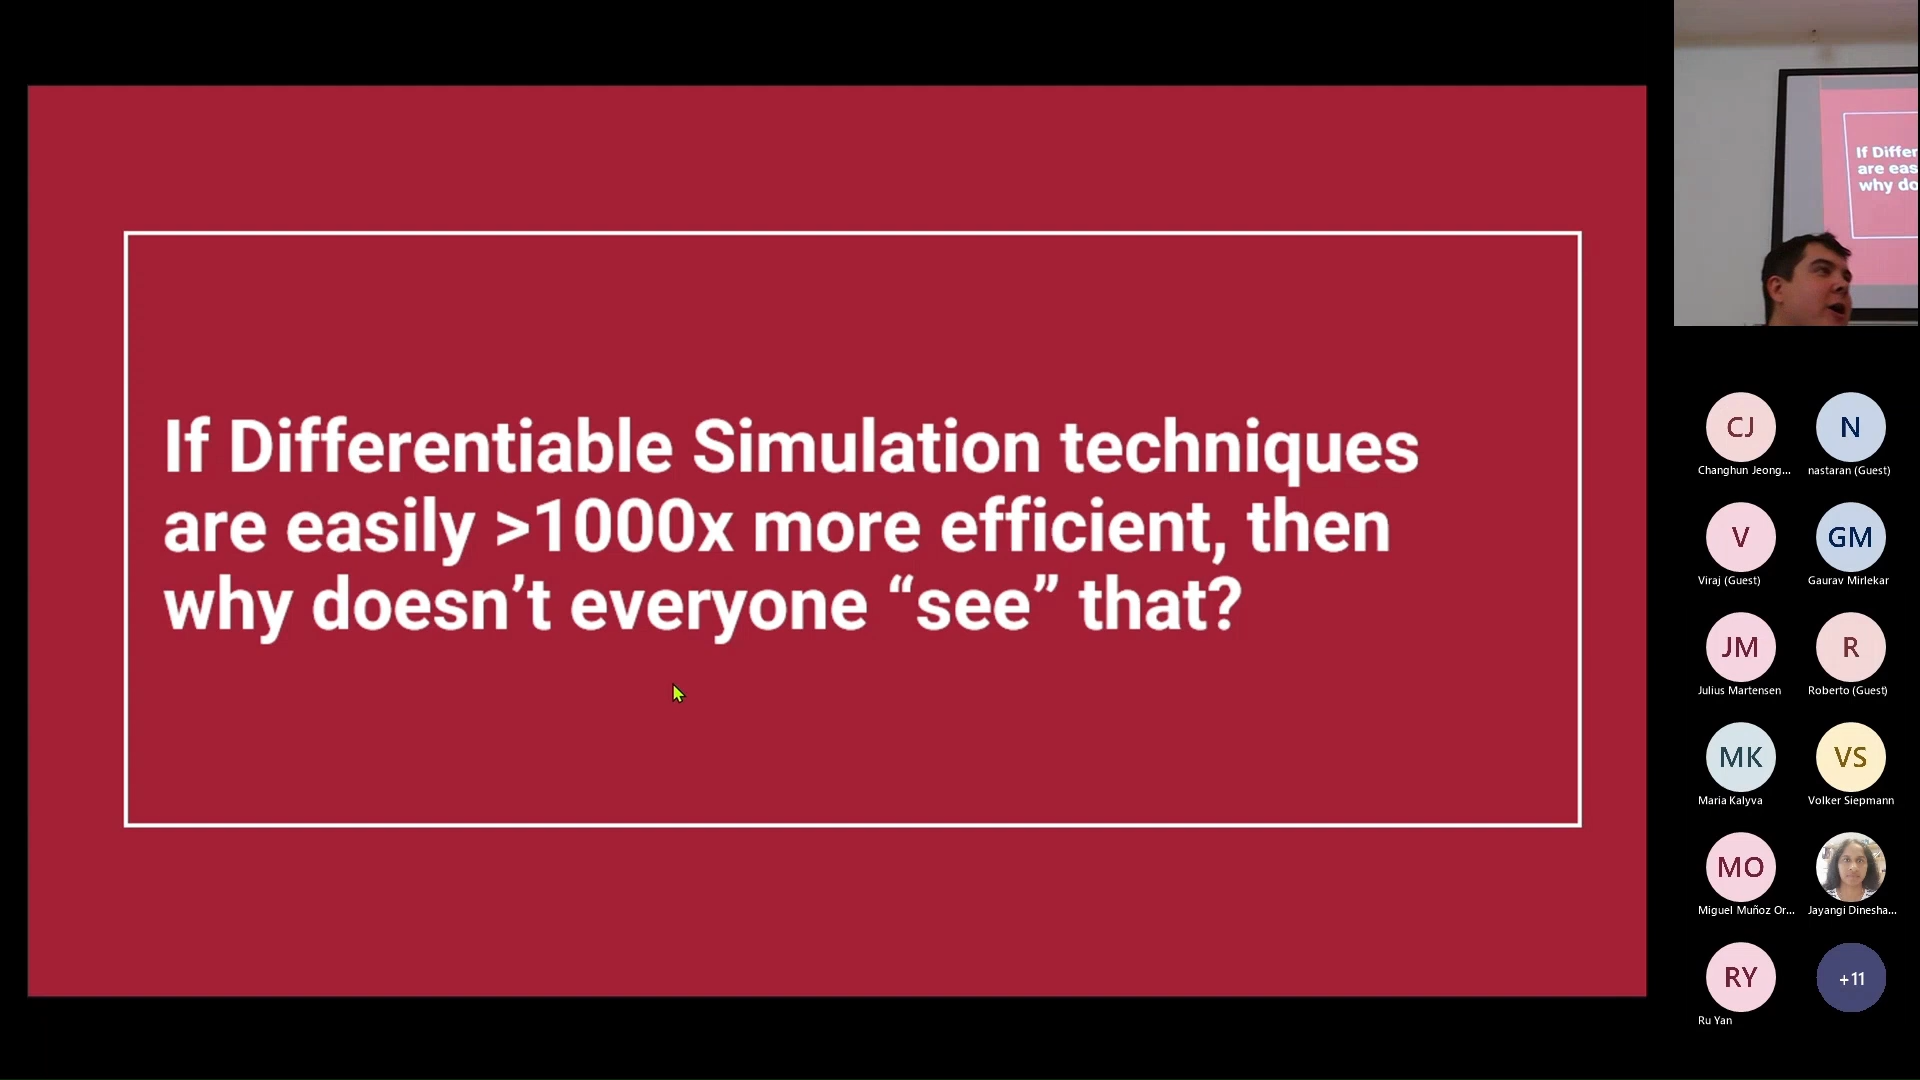 If Differentiable Simulation techniques
are easily >1000x more efficient, then
why doesn’t everyone “see” that?
If Differ
are eas
why do
CJ
Changhun Jeong...
N
nastaran (Guest)
V
Viraj (Guest)
GM
Gaurav Mirlekar
JM
Julius Martensen
R
Roberto (Guest)
MK
Maria Kalyva
VS
Volker Siepmann
MO
Miguel Muñoz Or...
Jayangi Dinesha...
RY
Ru Yan
+11